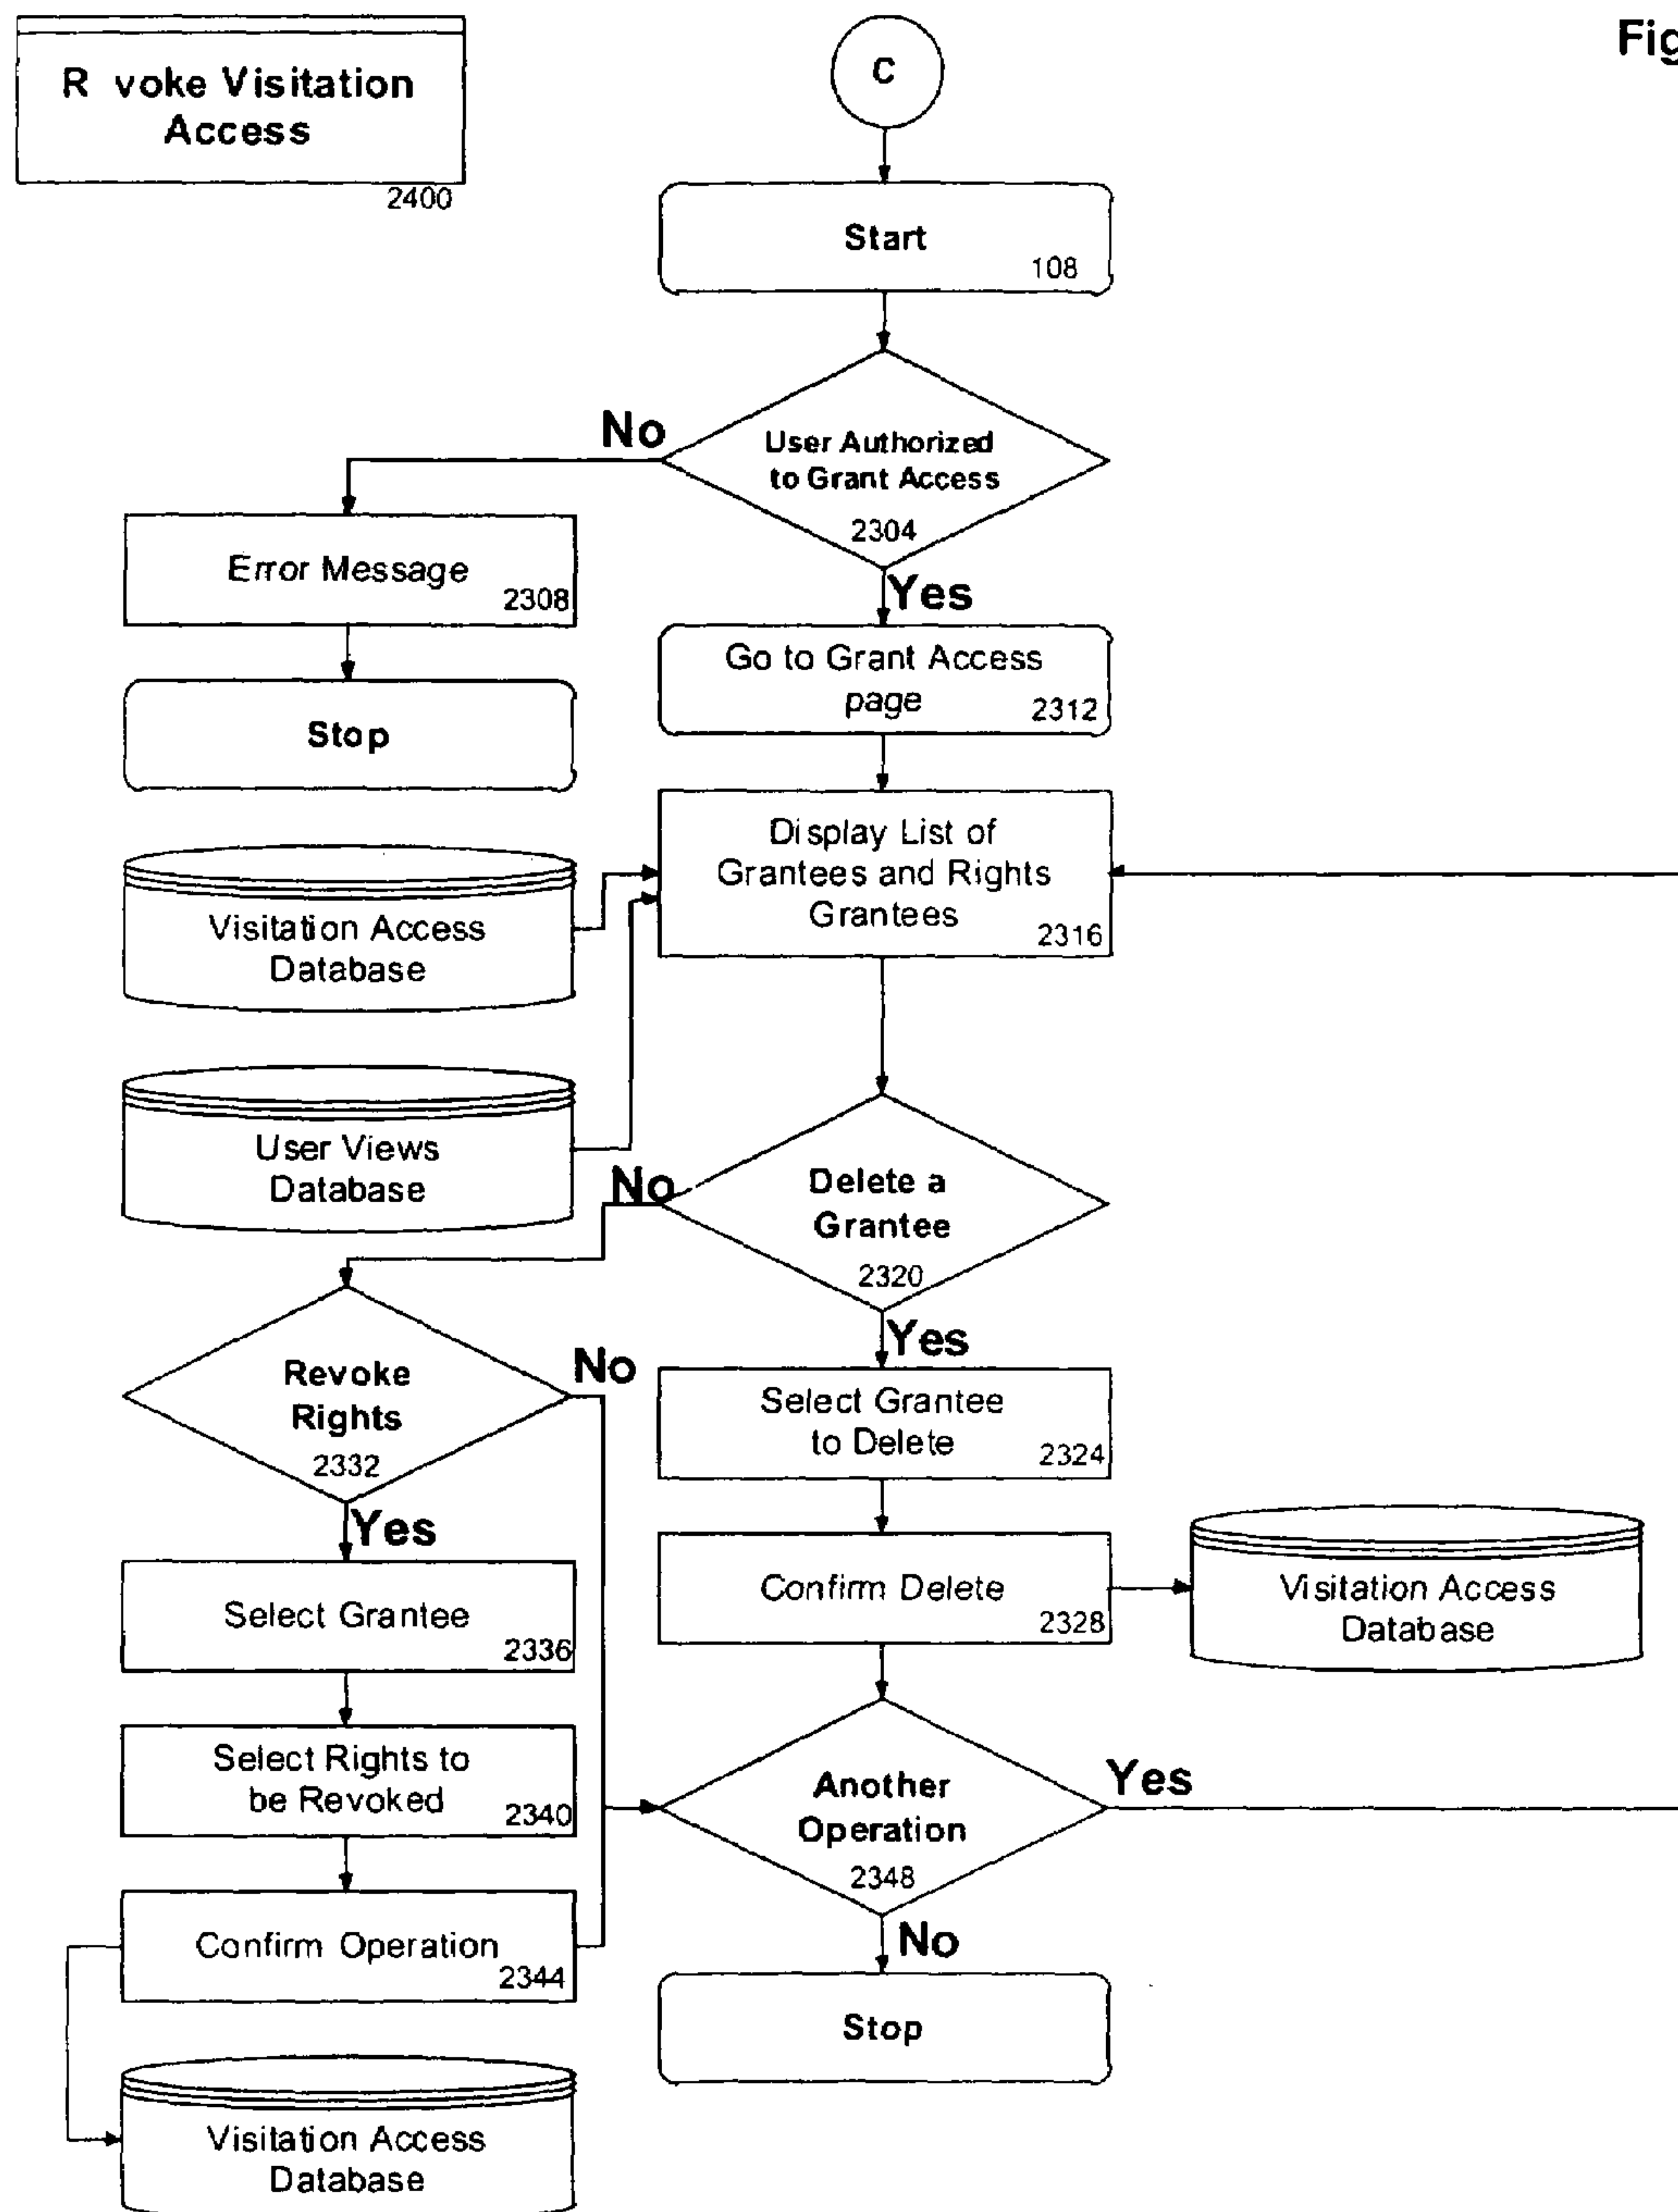 Fig
R voke Visitation
Access
2400
C
Start
108
No
User Authorized
to Grant Access
2304
Error Message
2308
Yes
Go to Grant Access
page
2312
Stop
Display List of
Grantees and Rights
Grantees
2316
Visitation Access
Database
User Views
Database
No
Delete a
Grantee
2320
Yes
Revoke
Rights
2332
No
Select Grantee
to Delete
2324
Yes
Select Grantee
2336
Confirm Delete
2328
Visitation Access
Database
Select Rights to
be Revoked
2340
Another
Operation
2348
Yes
Confirm Operation
2344
No
Stop
Visitation Access
Database